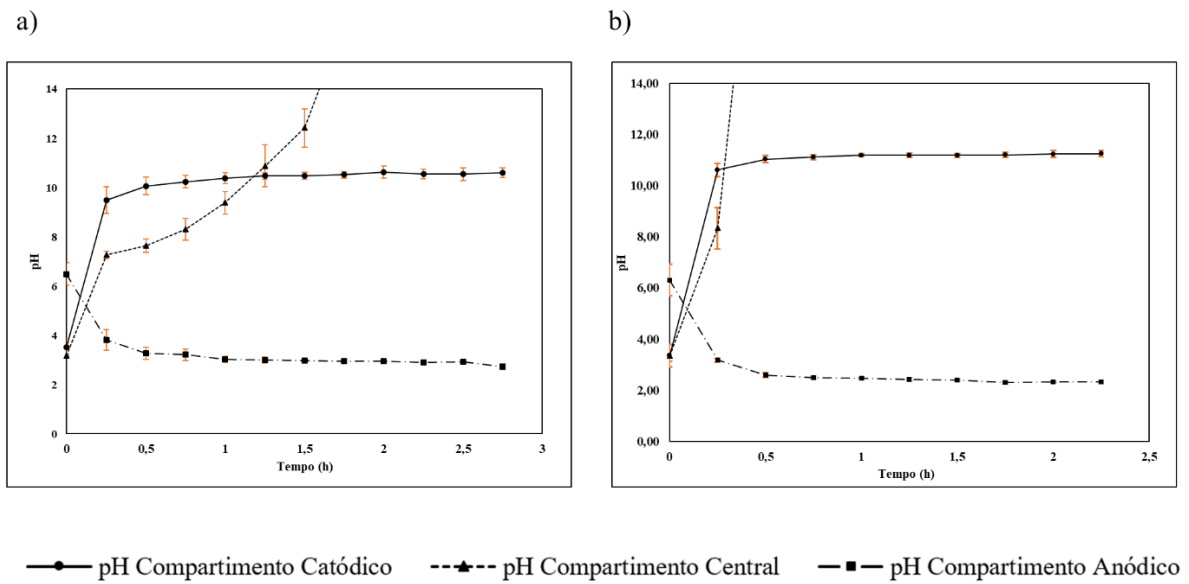 a)
14
12
10
8
6
4
2
0
pH
0 0,5 1 1,5 2 2,5 3
Tempo (h)
b)
14,00
12,00
10,00
8,00
6,00
4,00
2,00
0,00
pH
0 0,5 1 1,5 2 2,5
Tempo (h)
pH Compartimento Catódico pH Compartimento Central pH Compartimento Anódico